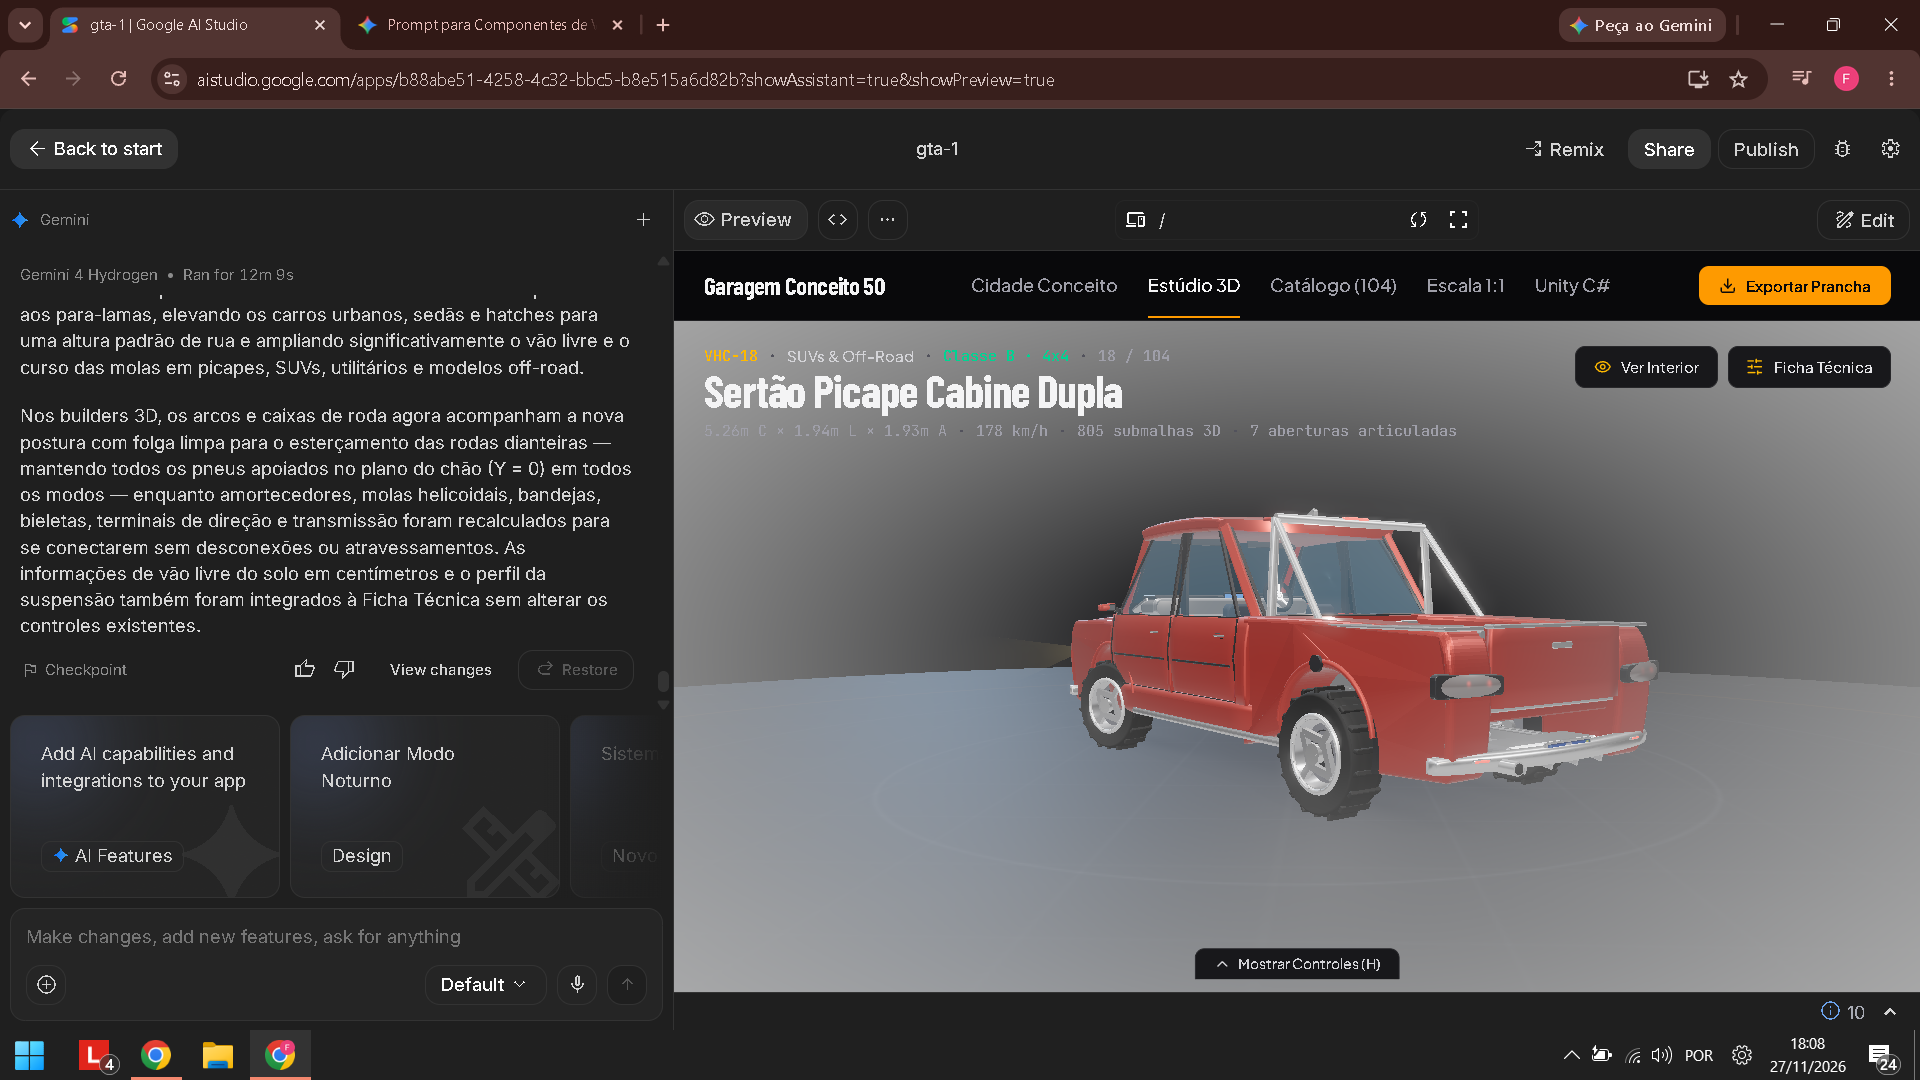 gta-1 | Google AI Studio
Prompt para Componentes de V
Peça ao Gemini
aistudio.google.com/apps/b88abe51-4258-4c32-bbc5-b8e515a6d82b?showAssistant=true&showPreview=true
F
Back to start
gta-1
Remix
Share
Publish
Gemini
Preview
/
Edit
Gemini 4 Hydrogen • Ran for 12m 9s
aos para-lamas, elevando os carros urbanos, sedãs e hatches para
uma altura padrão de rua e ampliando significativamente o vão livre e o
curso das molas em picapes, SUVs, utilitários e modelos off-road.
Nos builders 3D, os arcos e caixas de roda agora acompanham a nova
postura com folga limpa para o esterçamento das rodas dianteiras —
mantendo todos os pneus apoiados no plano do chão (Y = 0) em todos
os modos — enquanto amortecedores, molas helicoidais, bandejas,
bieletas, terminais de direção e transmissão foram recalculados para
se conectarem sem desconexões ou atravessamentos. As
informações de vão livre do solo em centímetros e o perfil da
suspensão também foram integrados à Ficha Técnica sem alterar os
controles existentes.
Checkpoint
View changes
Restore
Add AI capabilities and
integrations to your app
AI Features
Adicionar Modo
Noturno
Design
Sistem
Novo
Make changes, add new features, ask for anything
Default
Garagem Conceito 50
Cidade Conceito
Estúdio 3D
Catálogo (104)
Escala 1:1
Unity C#
Exportar Prancha
VHC-18 · SUVs & Off-Road · Classe B · 4x4 · 18 / 104
Sertão Picape Cabine Dupla
5.26m C × 1.94m L × 1.93m A · 178 km/h · 805 submalhas 3D · 7 aberturas articuladas
Ver Interior
Ficha Técnica
Mostrar Controles (H)
10
L
4
F
POR
18:08
27/11/2026
24